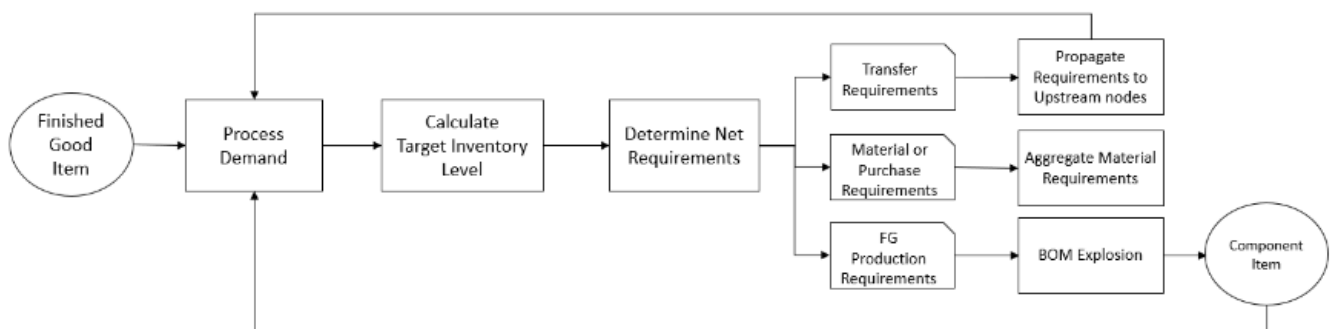 Finished
Good
Item
Process
Demand
Calculate
Target Inventory
Level
Determine Net
Requirements
Transfer
Requirements
Propagate
Requirements to
Upstream nodes
Material or
Purchase
Requirements
Aggregate Material
Requirements
FG
Production
Requirements
BOM Explosion
Component
Item